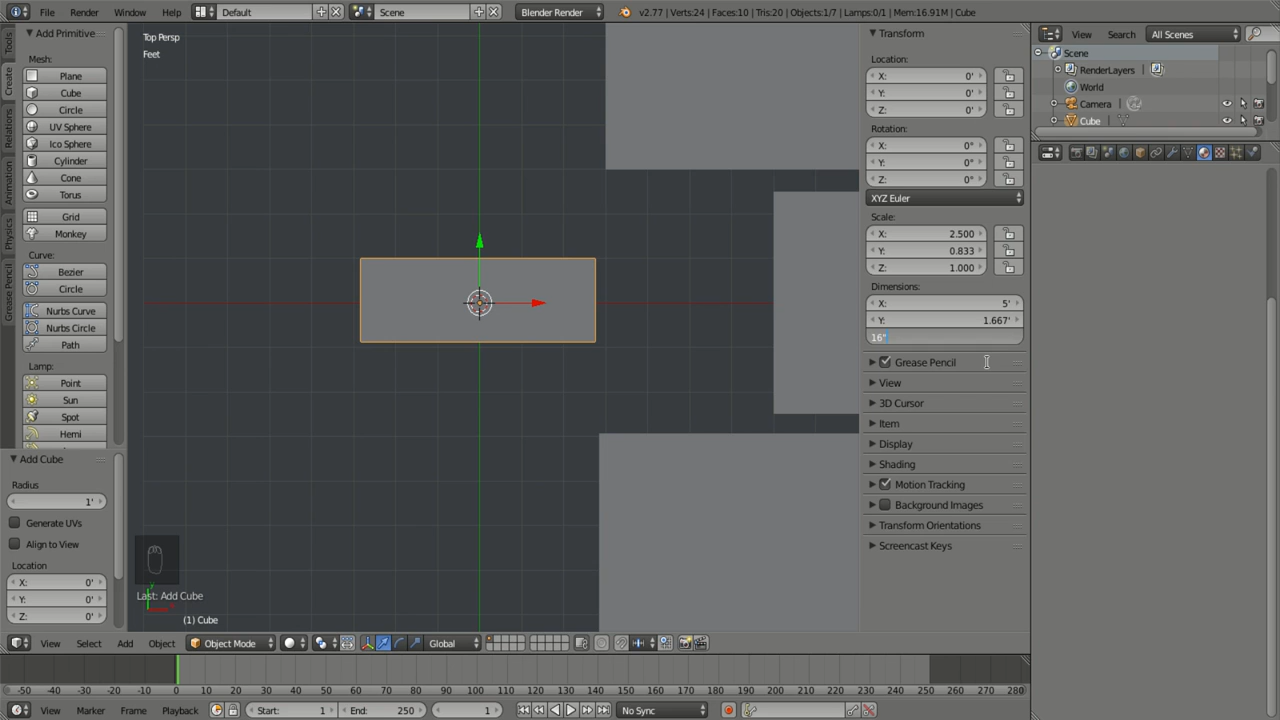 File Render Window Help Default Scene Blender Render v2.77 | Verts:24 | Faces:10 | Tris:20 | Objects:1/7 | Lamps:0/1 | Mem:16.91M | Cube
Tools
Create
Relations
Animation
Physics
Grease Pencil
Add Primitive
Mesh:
Plane
Cube
Circle
UV Sphere
Ico Sphere
Cylinder
Cone
Torus
Grid
Monkey
Curve:
Bezier
Circle
Nurbs Curve
Nurbs Circle
Path
Lamp:
Point
Sun
Spot
Hemi
Add Cube
Radius
1'
Generate UVs
Align to View
Location
X: 0'
Y: 0'
Z: 0'
Top Persp
Feet
Last: Add Cube
(1) Cube
Transform
Location:
X: 0'
Y: 0'
Z: 0'
Rotation:
X: 0°
Y: 0°
Z: 0°
XYZ Euler
Scale:
X: 2.500
Y: 0.833
Z: 1.000
Dimensions:
X: 5'
Y: 1.667'
16"
Grease Pencil
View
3D Cursor
Item
Display
Shading
Motion Tracking
Background Images
Transform Orientations
Screencast Keys
View Search All Scenes
Scene
RenderLayers
World
Camera
Cube
View Select Add Object Object Mode Global
-50 -40 -30 -20 -10 0 10 20 30 40 50 60 70 80 90 100 110 120 130 140 150 160 170 180 190 200 210 220 230 240 250 260 270 280
View Marker Frame Playback Start: 1 End: 250 1 No Sync